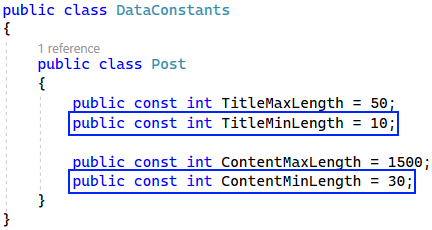 public class DataConstants
{
1 reference
public class Post
{
public const int TitleMaxLength = 50;
public const int TitleMinLength = 10;
public const int ContentMaxLength = 1500;
public const int ContentMinLength = 30;
}
}